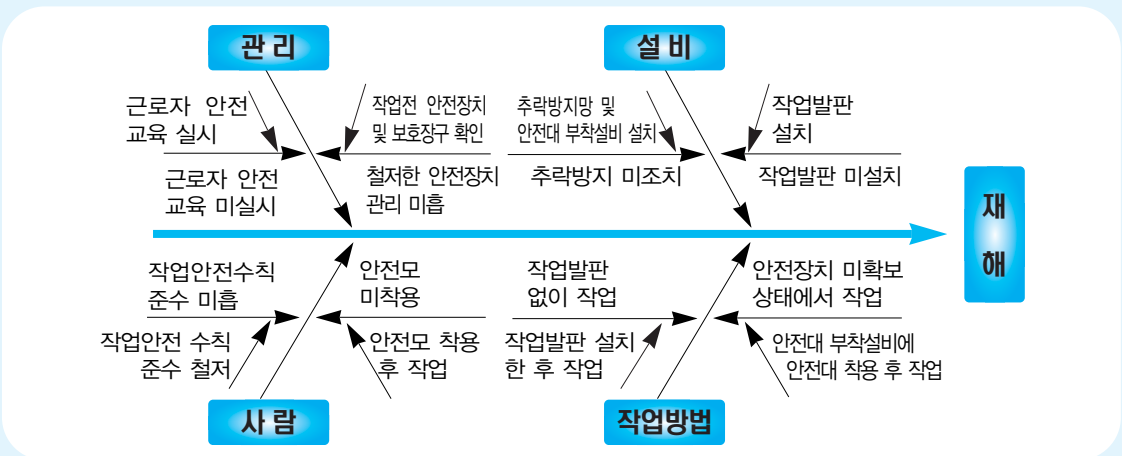 관 리
설 비
근로자 안전
교육 실시
작업전 안전장치
및 보호장구 확인
추락방지망 및
안전대 부착설비 설치
작업발판
설치
근로자 안전
교육 미실시
철저한 안전장치
관리 미흡
추락방지 미조치
작업발판 미설치
재
해
작업안전수칙
준수 미흡
안전모
미착용
작업발판
없이 작업
안전장치 미확보
상태에서 작업
작업안전 수칙
준수 철저
안전모 착용
후 작업
작업발판 설치
한 후 작업
안전대 부착설비에
안전대 착용 후 작업
사 람
작업방법